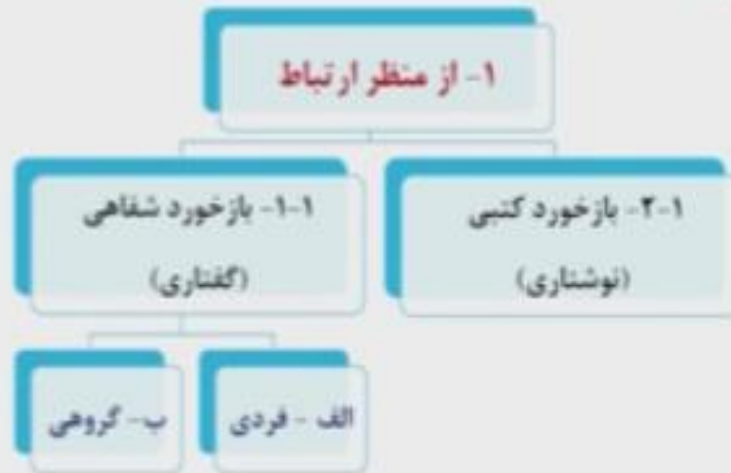 ۱- از منظر ارتباط
۱-۱- بازخورد شفاهی
(گفتاری)
۱-۲- بازخورد کتبی
(نوشتاری)
الف - فردی
ب- گروهی